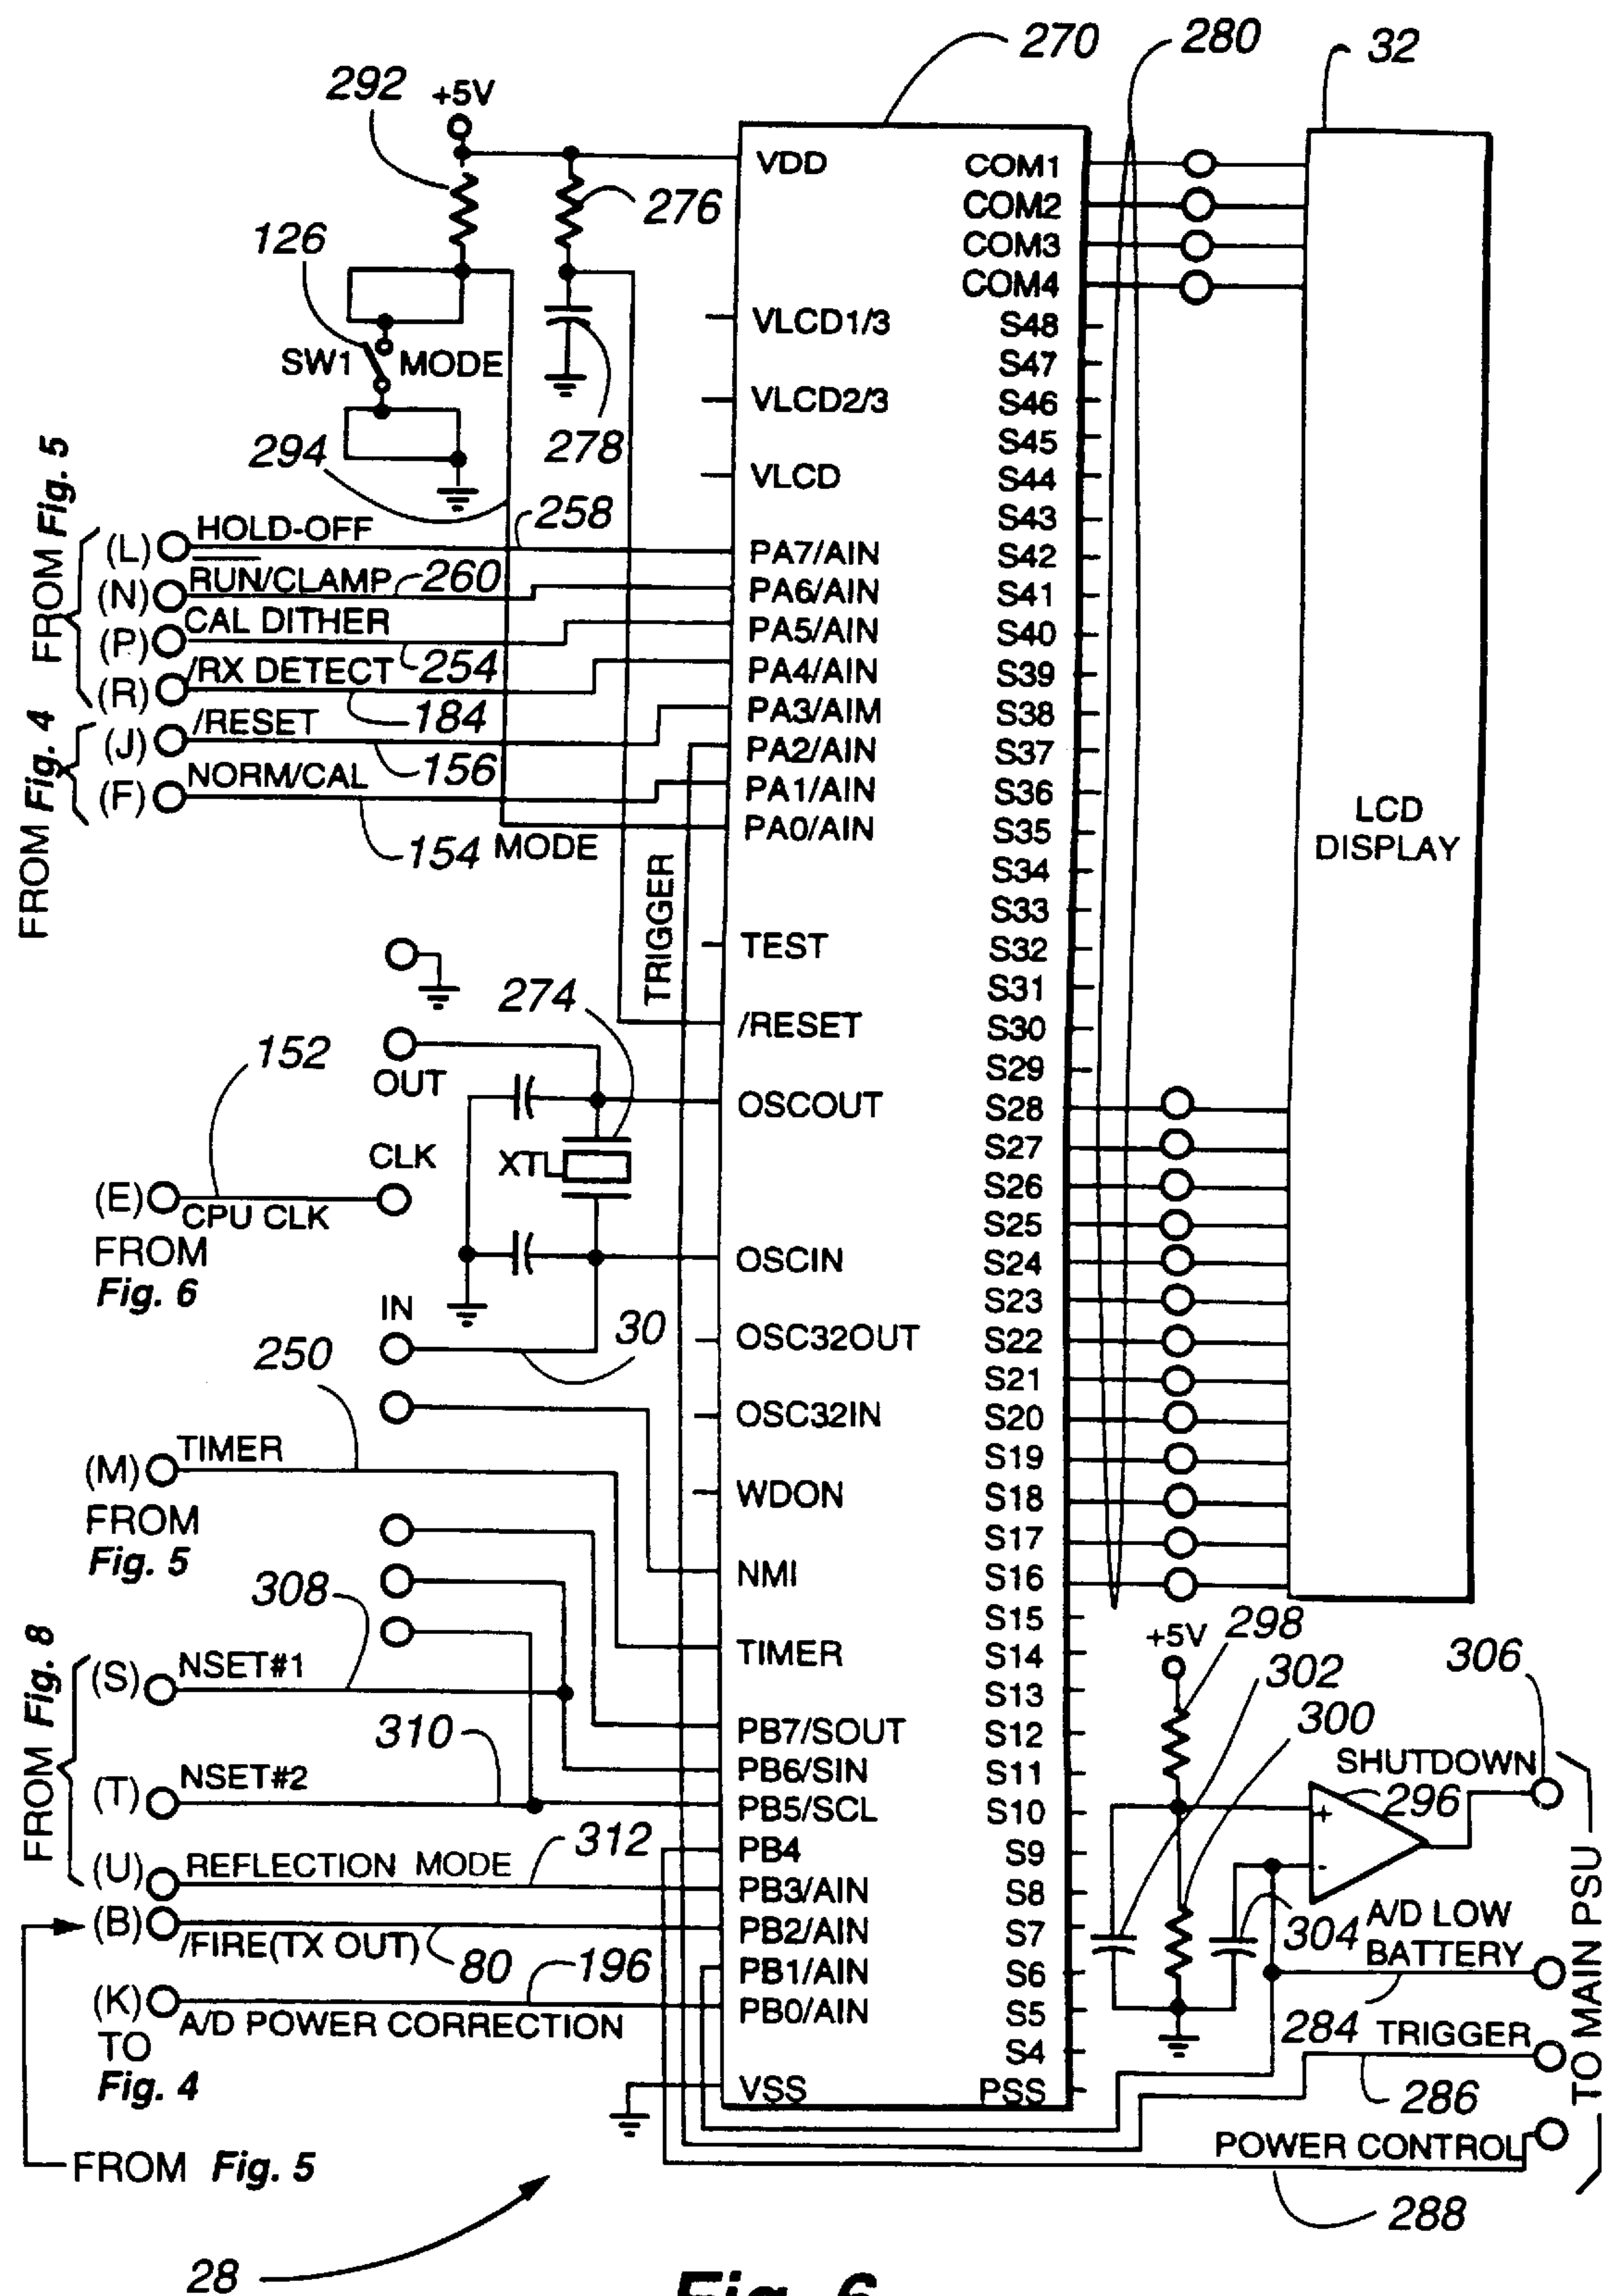 270
280
32
292
+5V
VDD
COM1
COM2
COM3
COM4
276
126
VLCD1/3
S48
S47
SW1 MODE
VLCD2/3
S46
S45
278
294
VLCD
S44
S43
FROM Fig. 5
(L) HOLD-OFF
258
PA7/AIN
S42
(N) RUN/CLAMP
260
PA6/AIN
S41
(P) CAL DITHER
254
PA5/AIN
S40
(R) /RX DETECT
184
PA4/AIN
S39
FROM Fig. 4
(J) /RESET
156
PA3/AIM
S38
PA2/AIN
S37
(F) NORM/CAL
154
PA1/AIN
S36
MODE
PA0/AIN
S35
LCD
DISPLAY
S34
S33
TRIGGER
TEST
S32
S31
274
/RESET
S30
S29
152
OUT
OSCOUT
S28
S27
CLK
XTL
S26
(E) CPU CLK
FROM
Fig. 6
S25
OSCIN
S24
S23
IN
30
OSC32OUT
S22
S21
250
OSC32IN
S20
S19
(M) TIMER
FROM
Fig. 5
WDON
S18
S17
308
NMI
S16
S15
+5V
298
FROM Fig. 8
(S) NSET#1
TIMER
S14
302
306
S13
310
PB7/SOUT
S12
300
SHUTDOWN
PB6/SIN
S11
(T) NSET#2
PB5/SCL
S10
+
296
312
PB4
S9
-
(U) REFLECTION MODE
PB3/AIN
S8
(B) /FIRE(TX OUT)
80
PB2/AIN
S7
304
A/D LOW
BATTERY
196
PB1/AIN
S6
(K) A/D POWER CORRECTION
TO
Fig. 4
PB0/AIN
S5
284
TRIGGER
S4
VSS
PSS
286
TO MAIN PSU
FROM Fig. 5
POWER CONTROL
288
28
Fig. 6